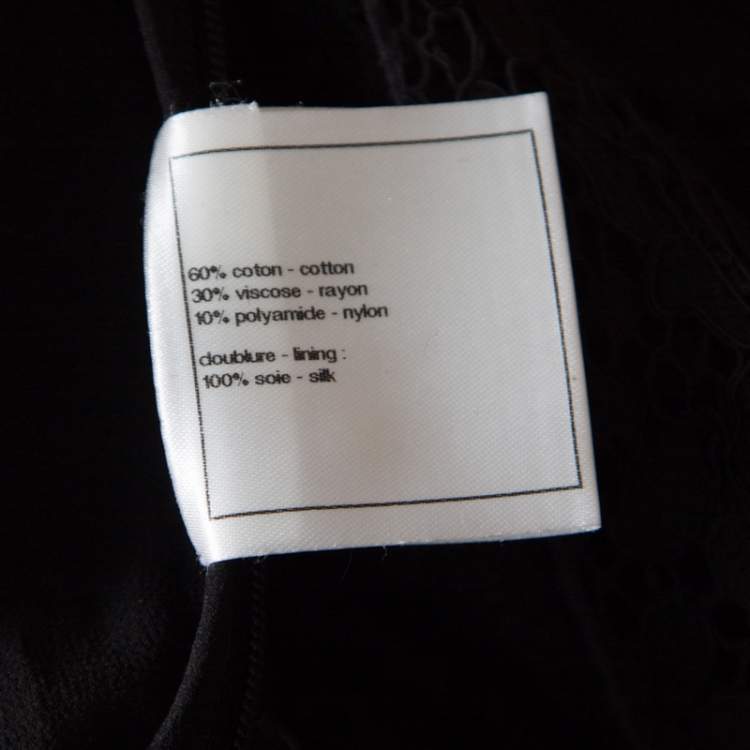 60% coton - cotton
30% viscose - rayon
10% polyamide - nylon
doublure - lining :
100% soie - silk